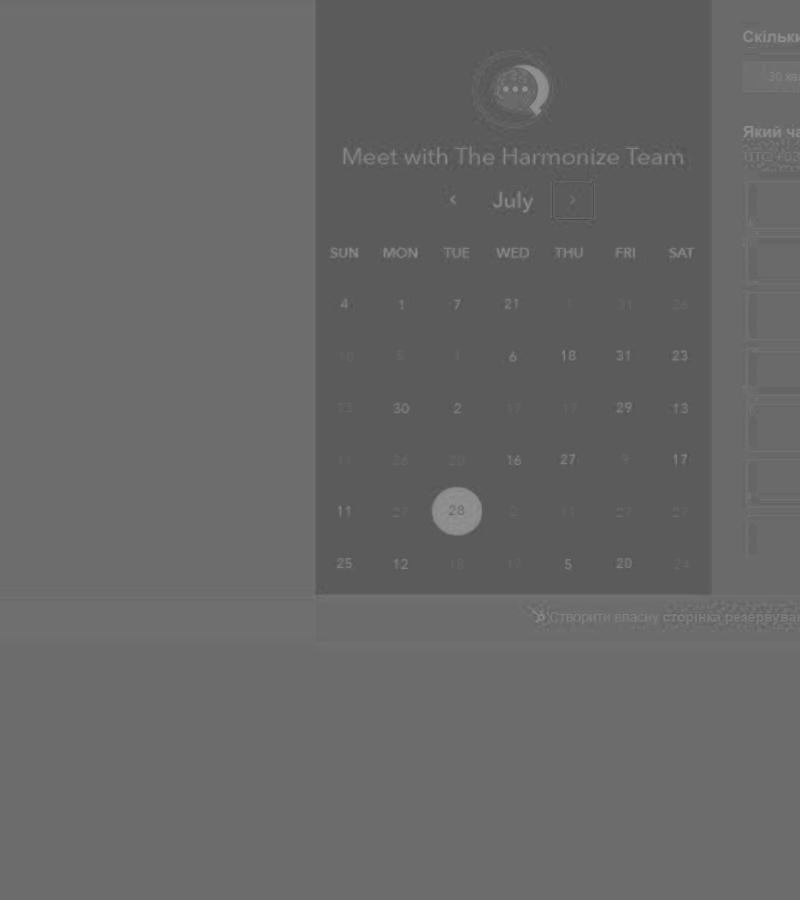 Скільки
30 хв
Який ча
UTC +03
Meet with The Harmonize Team
July
SUN MON TUE WED THU FRI SAT
4 1 7 21 1 31 26
10 5 1 6 18 31 23
23 30 2 17 17 29 13
11 26 20 16 27 9 17
11 27 28 2 11 27 27
25 12 18 17 5 20 24
Створити власну сторінка резервуван